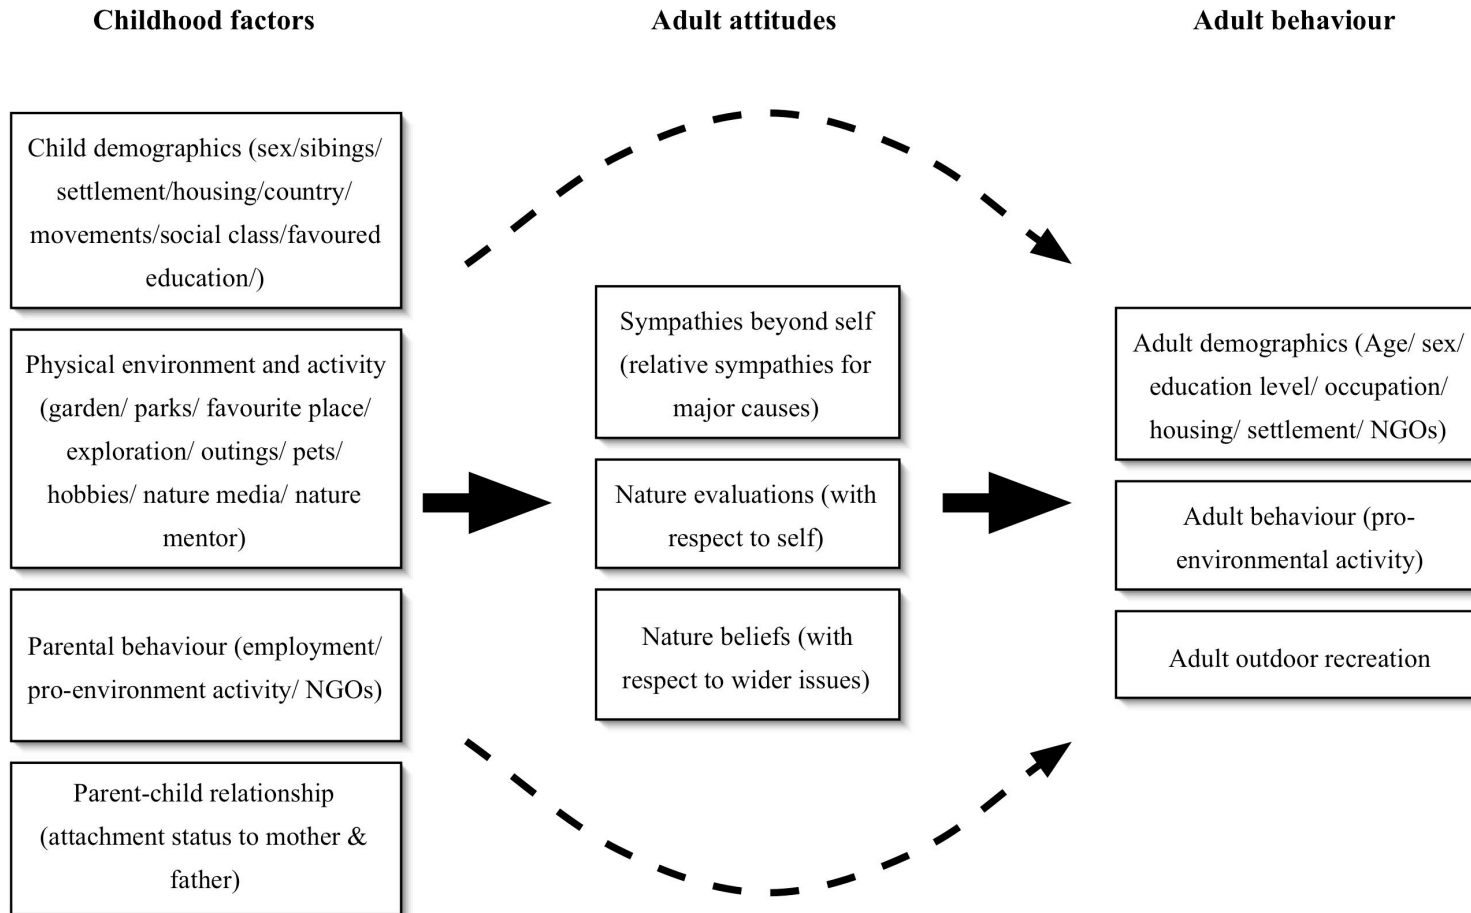 Childhood factors
Adult attitudes
Adult behaviour
Child demographics (sex/sibings/
settlement/housing/country/
movements/social class/favoured
education/)
Physical environment and activity
(garden/ parks/ favourite place/
exploration/ outings/ pets/
hobbies/ nature media/ nature
mentor)
Parental behaviour (employment/
pro-environment activity/ NGOs)
Parent-child relationship
(attachment status to mother &
father)
Sympathies beyond self
(relative sympathies for
major causes)
Nature evaluations (with
respect to self)
Nature beliefs (with
respect to wider issues)
Adult demographics (Age/ sex/
education level/ occupation/
housing/ settlement/ NGOs)
Adult behaviour (pro-
environmental activity)
Adult outdoor recreation